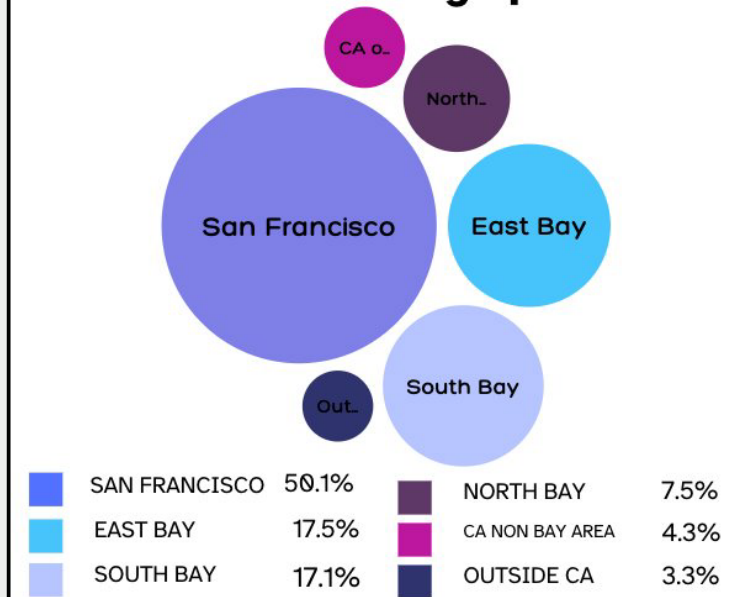 CA o...
North...
San Francisco
East Bay
South Bay
Out...
SAN FRANCISCO 50.1%
EAST BAY 17.5%
SOUTH BAY 17.1%
NORTH BAY 7.5%
CA NON BAY AREA 4.3%
OUTSIDE CA 3.3%